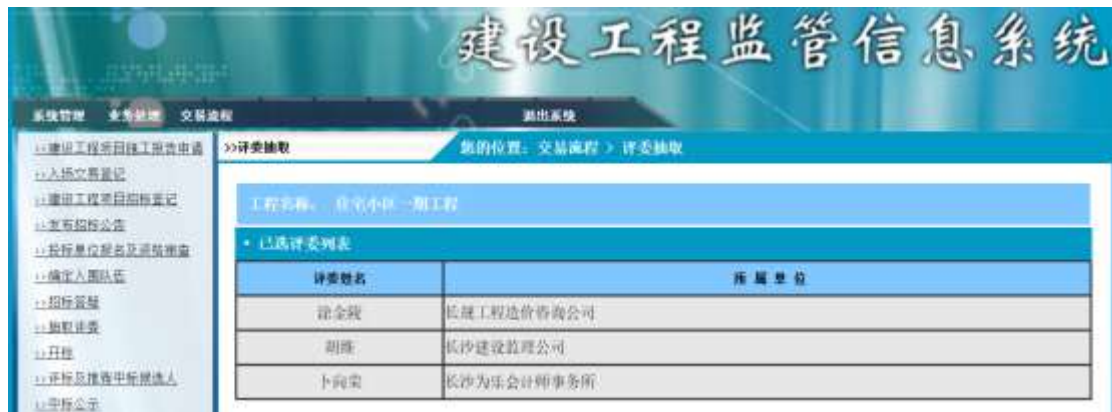 建设工程监管信息系统
系统管理 业务处理 交易流程 退出系统
>>建设工程项目施工报告申请
>>入场交易登记
>>建设工程项目招标登记
>>发布招标公告
>>投标单位报名及资格审查
>>确定入围队伍
>>招标答疑
>>抽取评委
>>开标
>>评标及推荐中标候选人
>>中标公示
>>评委抽取 您的位置：交易流程 > 评委抽取
工程名称： 住宅小区一期工程
• 已选评委列表
评委姓名 所属单位
涂金陵 长规工程造价咨询公司
胡维 长沙建设监理公司
卜向荣 长沙为乐会计师事务所